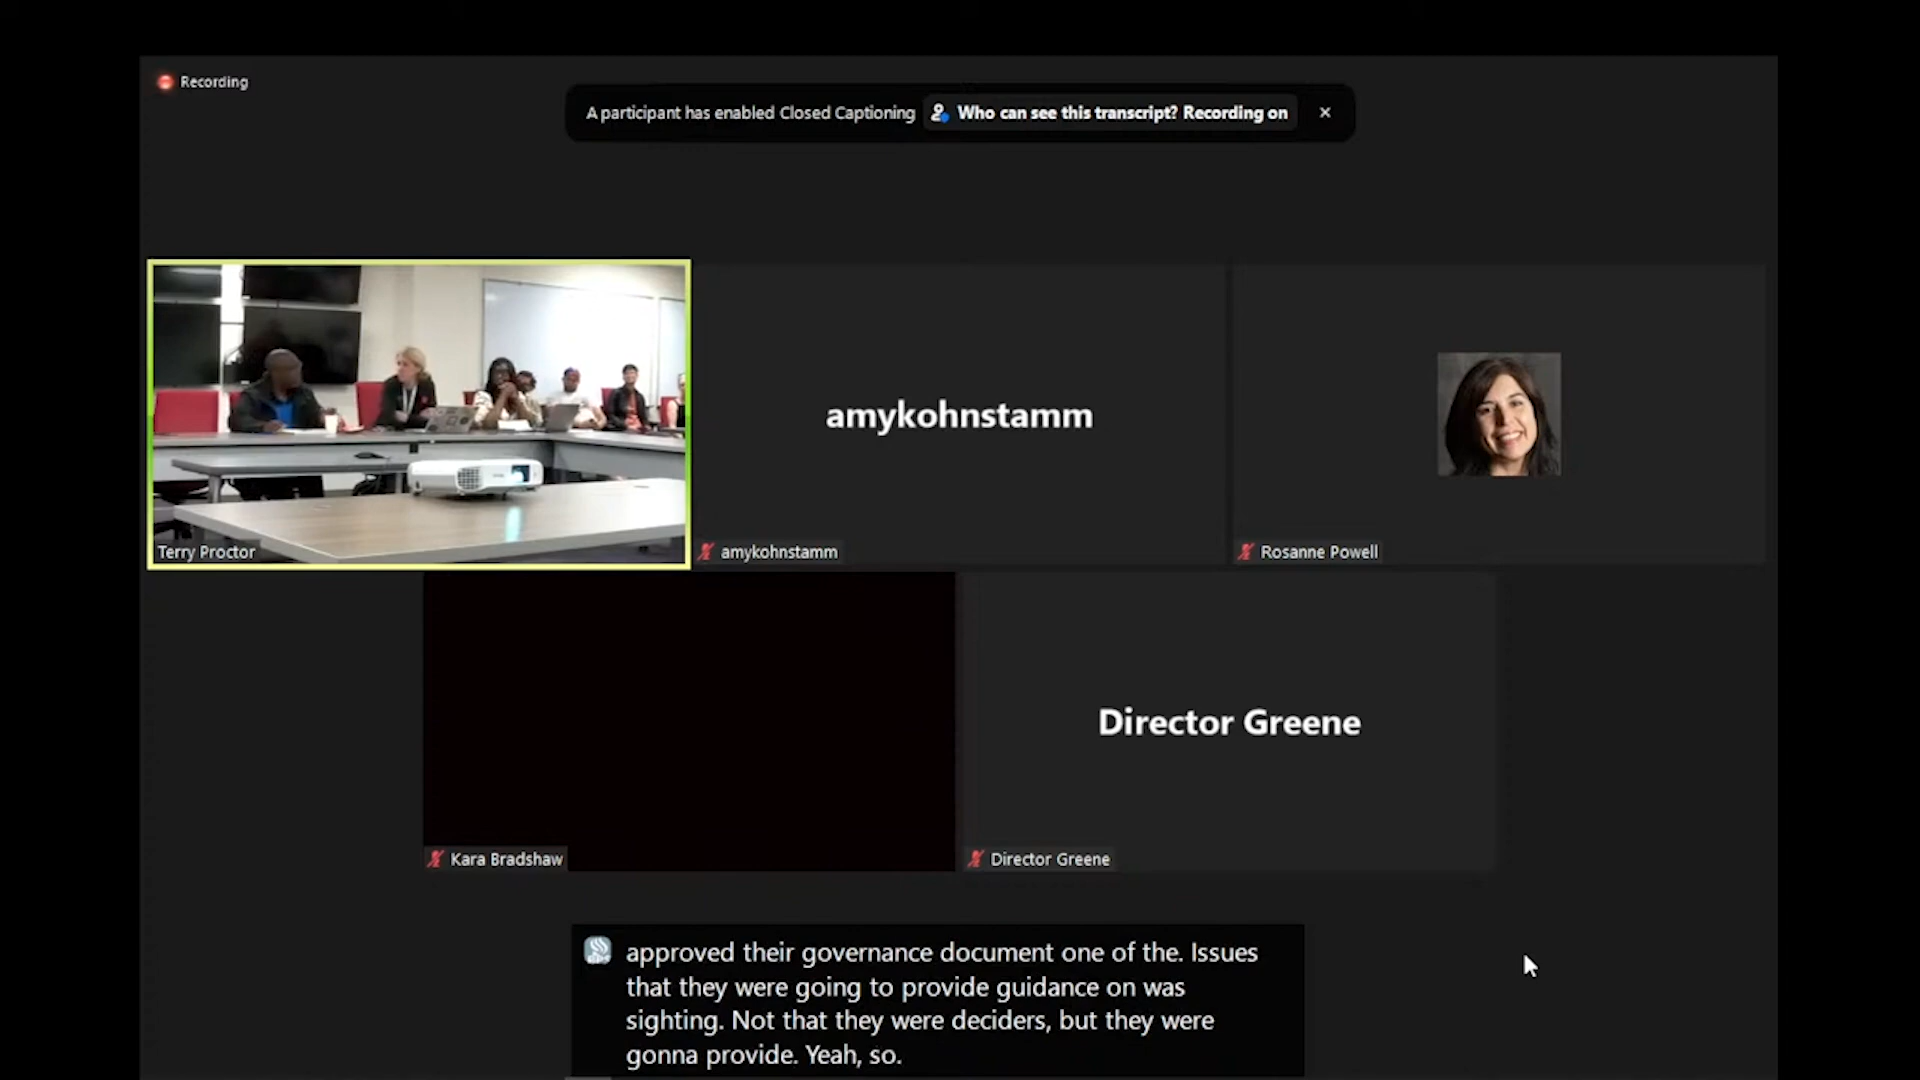 Recording
A participant has enabled Closed Captioning
Who can see this transcript? Recording on
Terry Proctor
amykohnstamm
amykohnstamm
Rosanne Powell
Kara Bradshaw
Director Greene
Director Greene
approved their governance document one of the. Issues
that they were going to provide guidance on was
sighting. Not that they were deciders, but they were
gonna provide. Yeah, so.